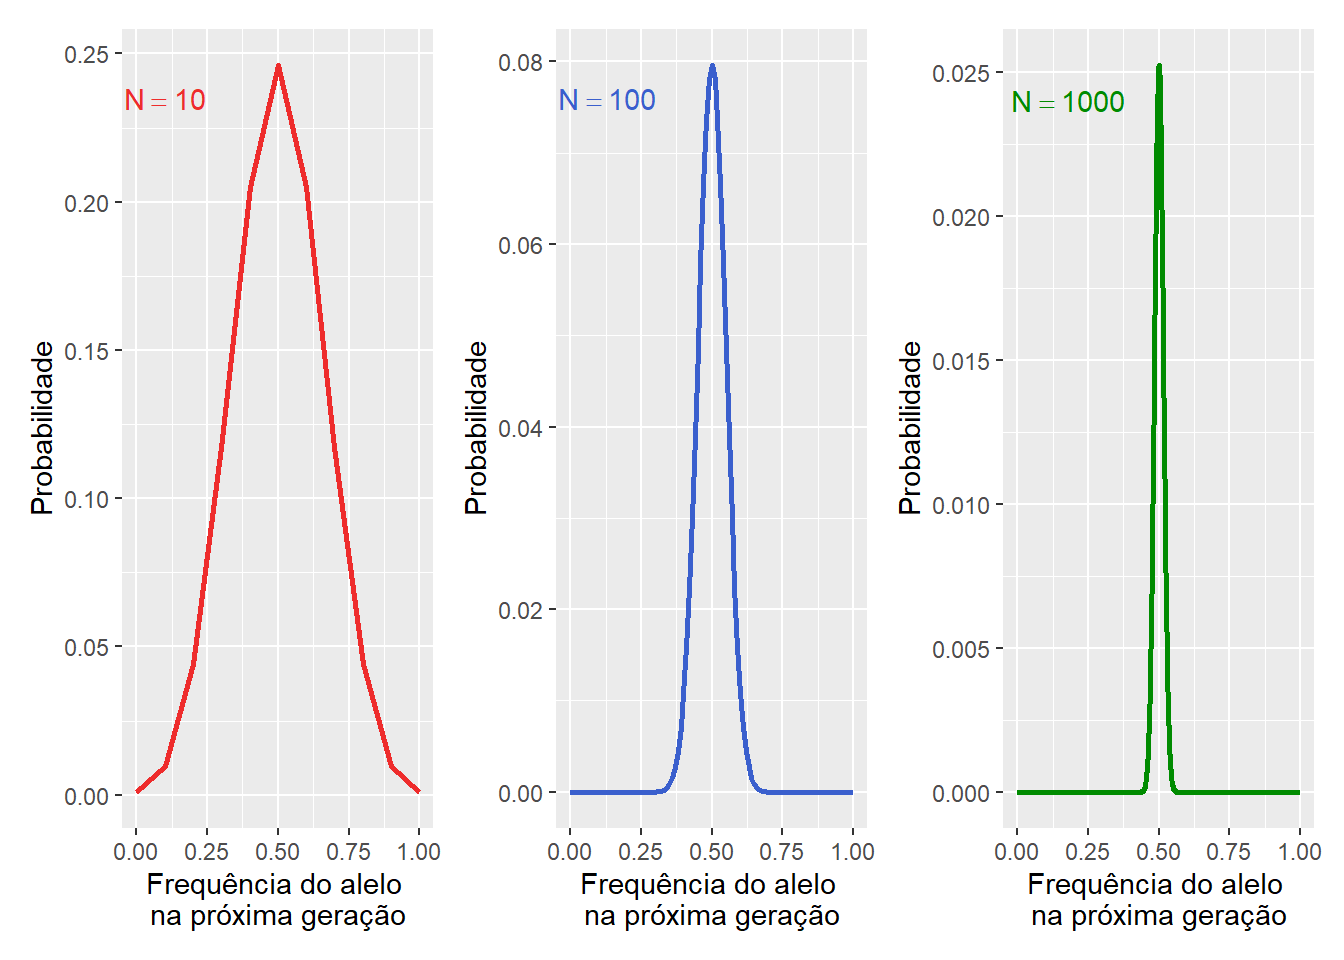 N = 10
0.25
0.20
0.15
0.10
0.05
0.00
Probabilidade
0.00 0.25 0.50 0.75 1.00
Frequência do alelo
na próxima geração
N = 100
0.08
0.06
0.04
0.02
0.00
Probabilidade
0.00 0.25 0.50 0.75 1.00
Frequência do alelo
na próxima geração
N = 1000
0.025
0.020
0.015
0.010
0.005
0.000
Probabilidade
0.00 0.25 0.50 0.75 1.00
Frequência do alelo
na próxima geração